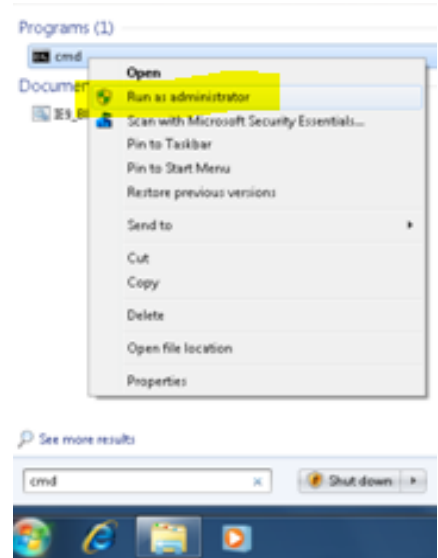 Programs (1)
cmd
Open
Run as administrator
Scan with Microsoft Security Essentials...
Pin to Taskbar
Pin to Start Menu
Restore previous versions
Send to
Cut
Copy
Delete
Open file location
Properties
Documen
See more results
cmd
Shut down